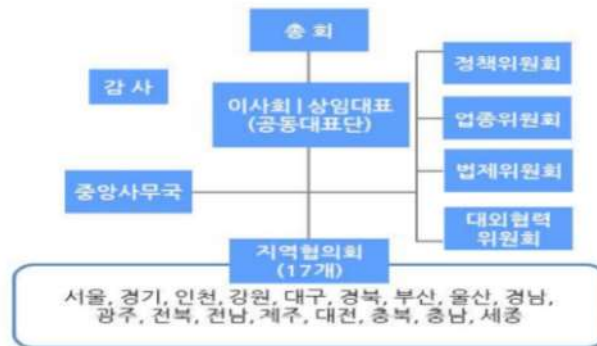 총 회
감 사
이사회 | 상임대표
(공동대표단)
정책위원회
업종위원회
법제위원회
대외협력
위원회
중앙사무국
지역협의회
(17개)
서울, 경기, 인천, 강원, 대구, 경북, 부산, 울산, 경남,
광주, 전북, 전남, 제주, 대전, 충북, 충남, 세종